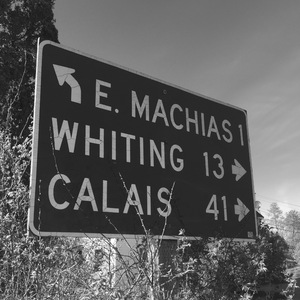 E. MACHIAS 1
WHITING 13
CALAIS 41